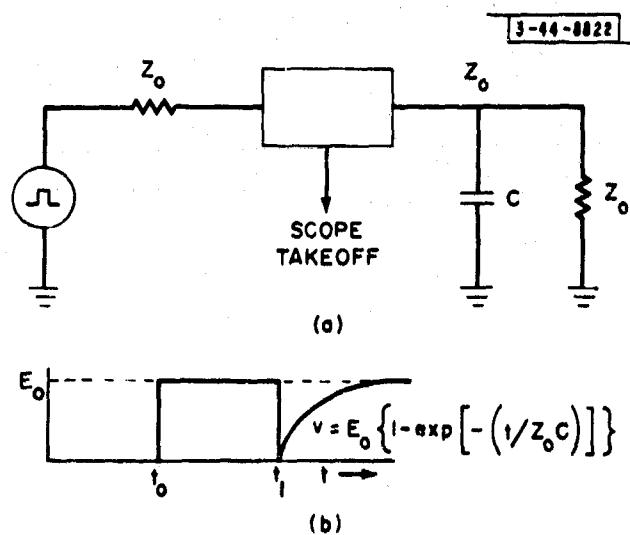 3-44-8822
Z₀
Z₀
C
Z₀
SCOPE
TAKEOFF
(a)
E₀
v = E₀ {1-exp [-(t/Z₀C)]}
t₀
t₁
t
(b)